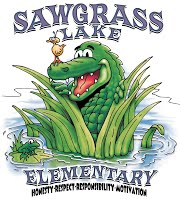 SAWGRASS
LAKE
ELEMENTARY
HONESTY·RESPECT·RESPONSIBILITY MOTIVATION